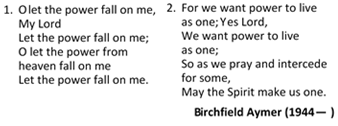 1. O let the power fall on me,
My Lord
Let the power fall on me;
O let the power from
heaven fall on me
Let the power fall on me.
2. For we want power to live
as one; Yes Lord,
We want power to live
as one;
So as we pray and intercede
for some,
May the Spirit make us one.
Birchfield Aymer (1944— )